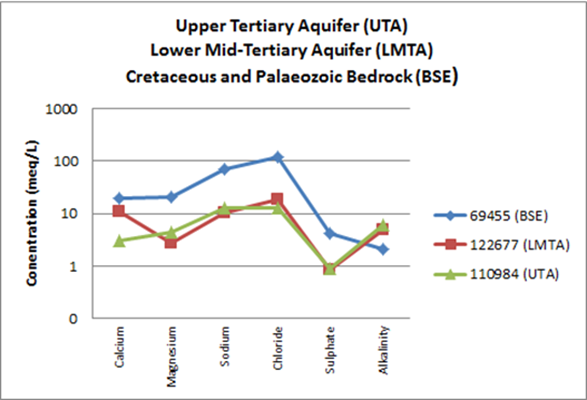 Upper Tertiary Aquifer (UTA)
Lower Mid-Tertiary Aquifer (LMTA)
Cretaceous and Palaeozoic Bedrock (BSE)
Conentration (meq/L)
1000
100
10
1
0
Calcium
Magnesium
Sodium
Chloride
Sulphate
Alkalinity
69455 (BSE)
122677 (LMTA)
110984 (UTA)